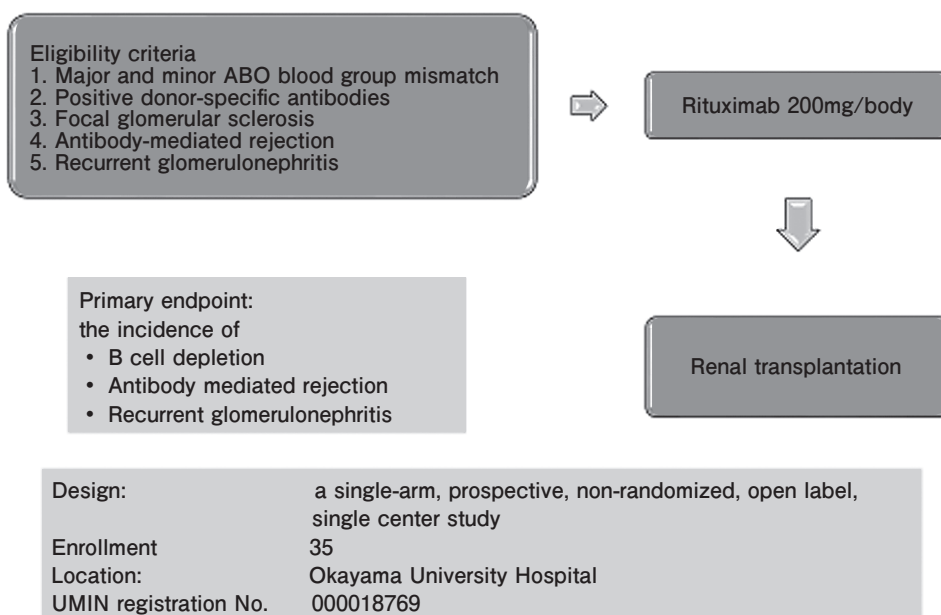 Eligibility criteria
1. Major and minor ABO blood group mismatch
2. Positive donor-specific antibodies
3. Focal glomerular sclerosis
4. Antibody-mediated rejection
5. Recurrent glomerulonephritis
Rituximab 200mg/body
Renal transplantation
Primary endpoint:
the incidence of
• B cell depletion
• Antibody mediated rejection
• Recurrent glomerulonephritis
Design: a single-arm, prospective, non-randomized, open label,
single center study
Enrollment 35
Location: Okayama University Hospital
UMIN registration No. 000018769